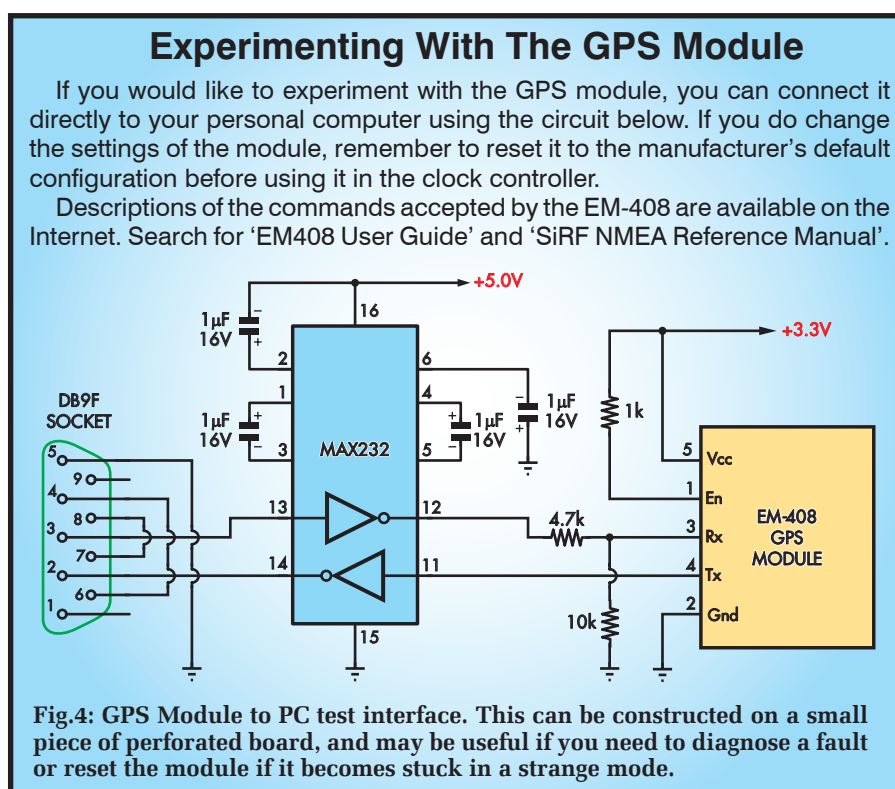 Experimenting With The GPS Module
If you would like to experiment with the GPS module, you can connect it
directly to your personal computer using the circuit below. If you do change
the settings of the module, remember to reset it to the manufacturer’s default
configuration before using it in the clock controller.
Descriptions of the commands accepted by the EM-408 are available on the
Internet. Search for ‘EM408 User Guide’ and ‘SiRF NMEA Reference Manual’.
+5.0V
16
1µF
16V
–
+
2
6
+3.3V
1
4
1µF
16V
+
–
3
5
1µF
16V
+
–
1µF
16V
–
+
1k
DB9F
SOCKET
MAX232
5
9
4
8
3
7
2
6
1
13
12
14
11
15
4.7k
10k
5
Vcc
1
En
3
Rx
4
Tx
2
Gnd
EM-408
GPS
MODULE
Fig.4: GPS Module to PC test interface. This can be constructed on a small
piece of perforated board, and may be useful if you need to diagnose a fault
or reset the module if it becomes stuck in a strange mode.